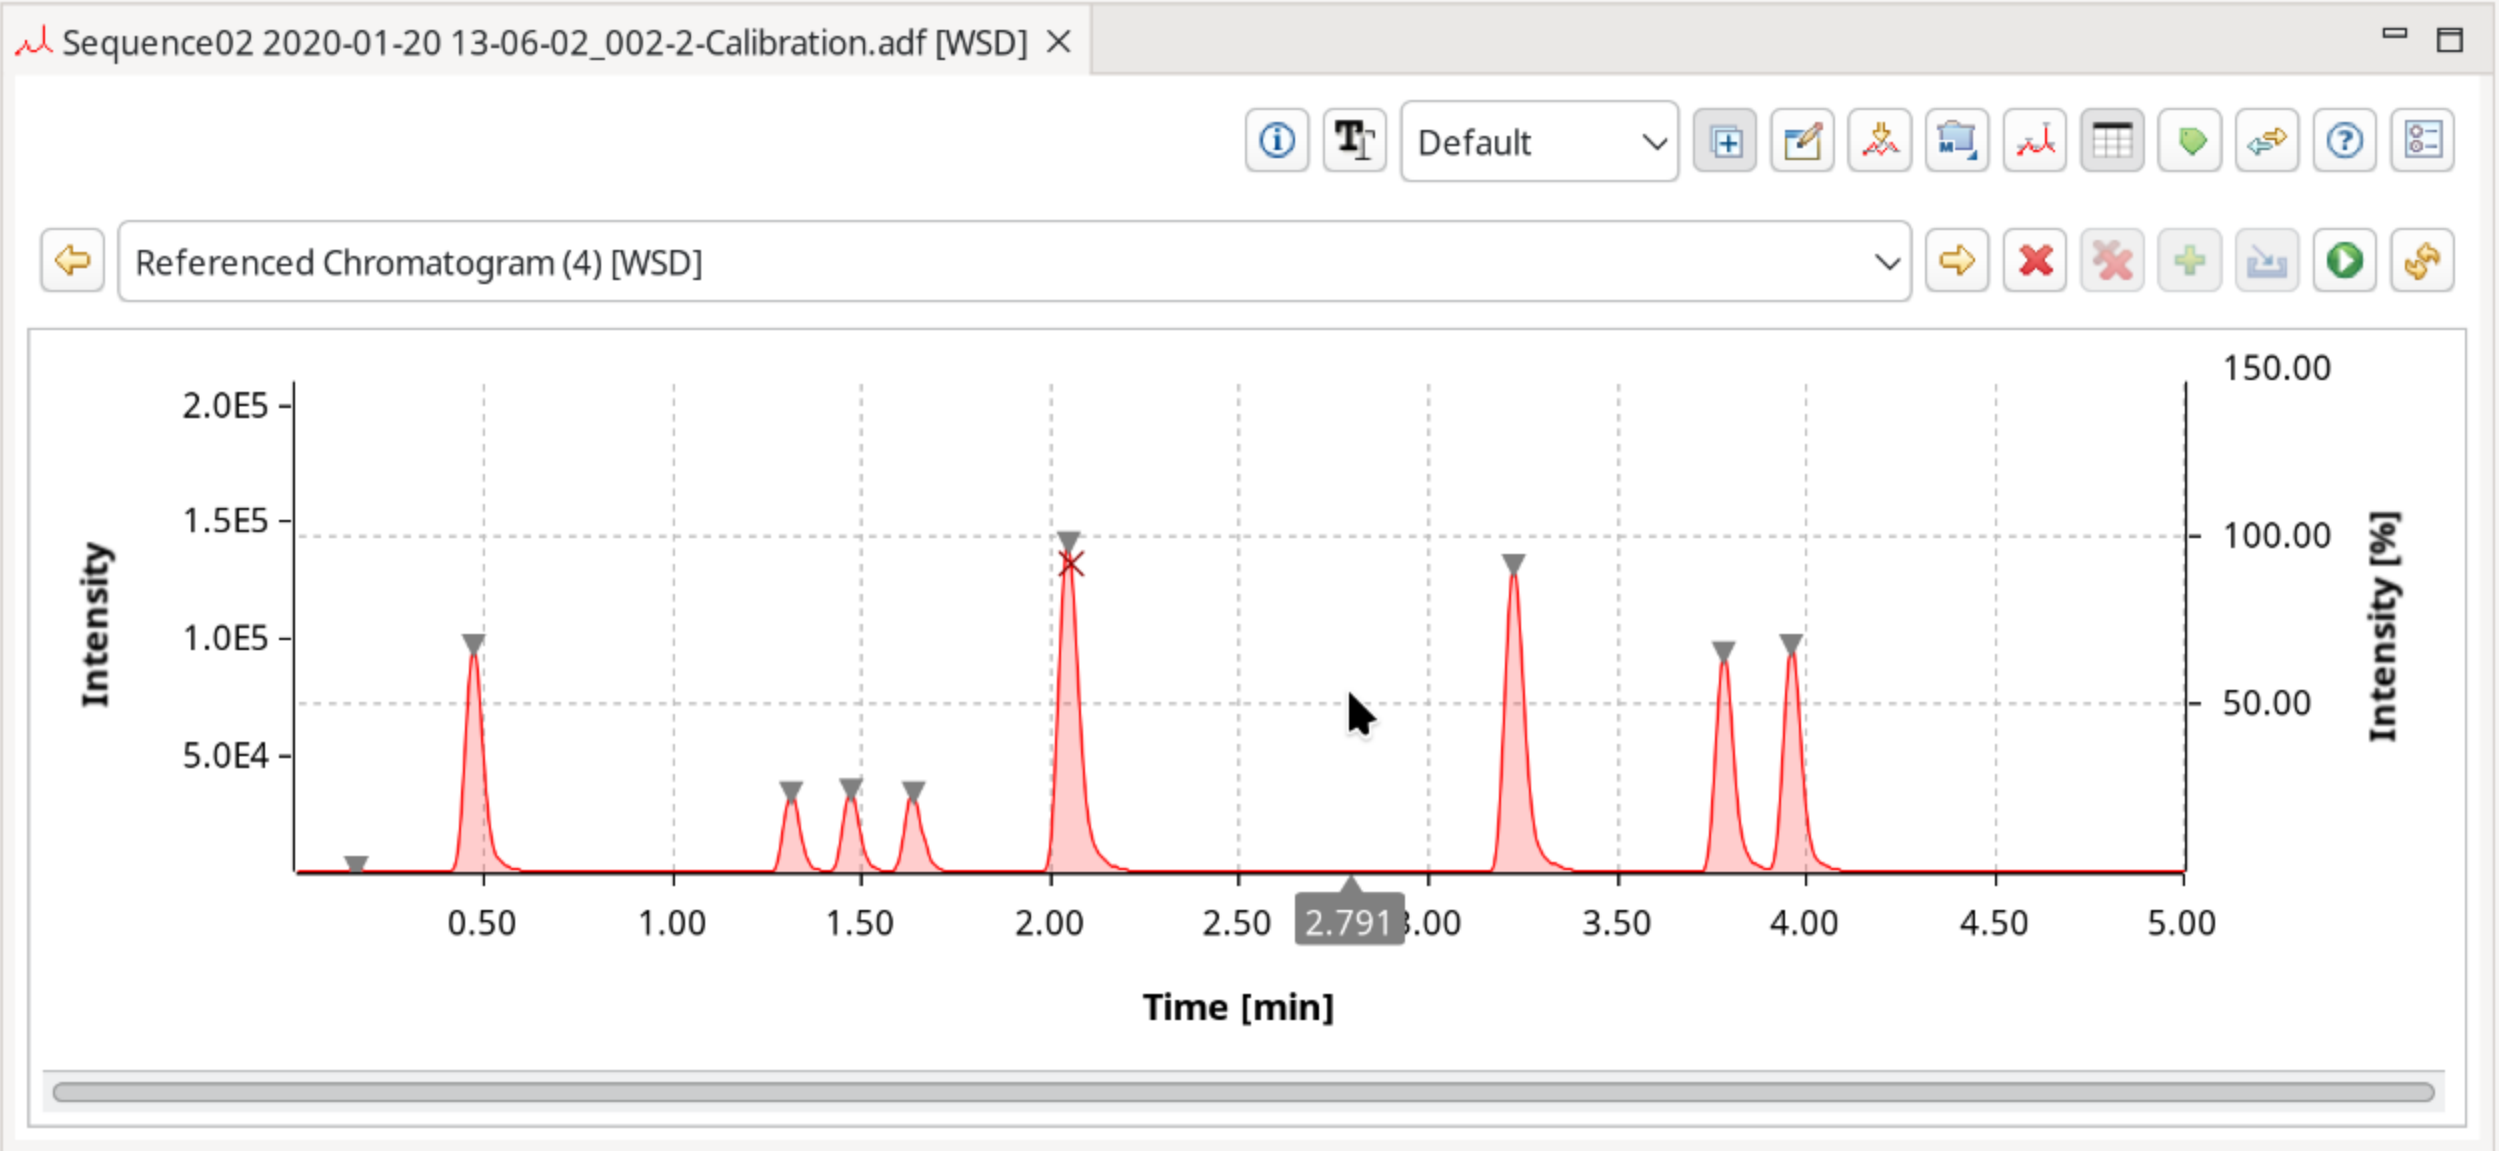 Sequence02 2020-01-20 13-06-02_002-2-Calibration.adf [WSD]
Default
Referenced Chromatogram (4) [WSD]
150.00
2.0E5
1.5E5
100.00
1.0E5
50.00
5.0E4
Intensity
Intensity [%]
0.50 1.00 1.50 2.00 2.50 2.791 3.00 3.50 4.00 4.50 5.00
Time [min]